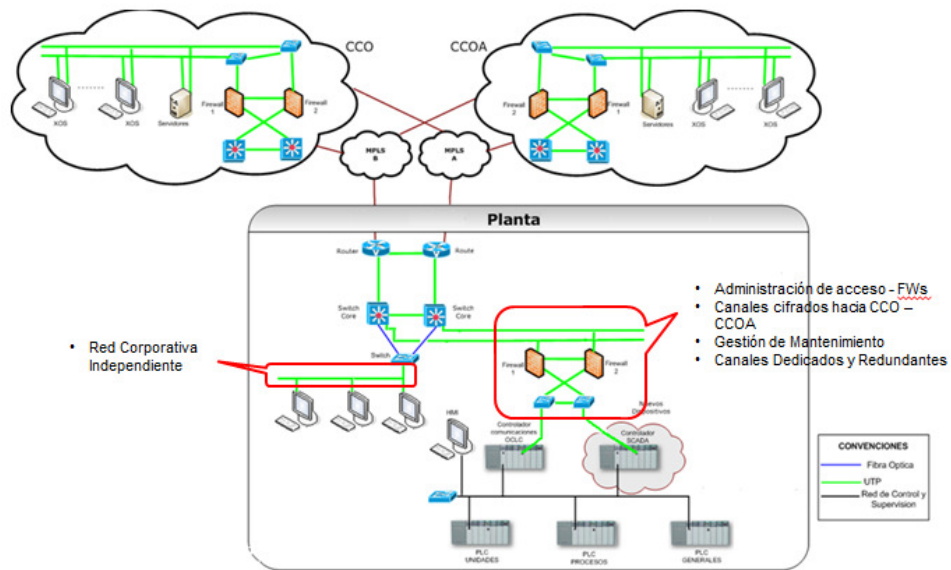 CCO
CCOA
XOS
XOS
Servidores
Firewall
1
Firewall
2
Firewall
2
Firewall
1
Servidores
XOS
XOS
MPLS
B
MPLS
A
Planta
Router
Route
Switch
Core
Switch
Core
Switch
• Red Corporativa
Independiente
• Administración de acceso - FWs
• Canales cifrados hacia CCO –
CCOA
• Gestión de Mantenimiento
• Canales Dedicados y Redundantes
Firewall
1
Firewall
2
Nuevos
Dispositivos
HMI
Controlador
comunicaciones
OCLC
Controlador
SCADA
PLC
UNIDADES
PLC
PROCESOS
PLC
GENERALES
CONVENCIONES
Fibra Optica
UTP
Red de Control y
Supervision